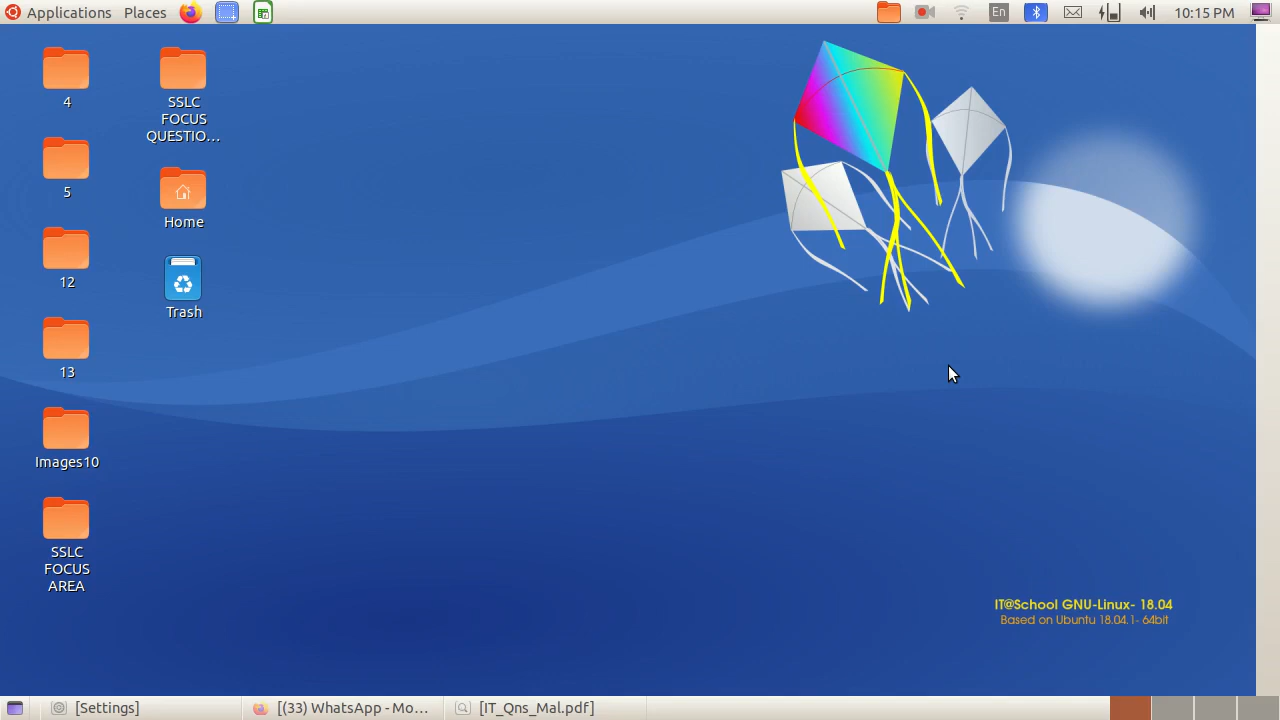 Applications Places
En
10:15 PM
4
SSLC
FOCUS
QUESTIO...
5
Home
12
Trash
13
Images10
SSLC
FOCUS
AREA
IT@School GNU-Linux- 18.04
Based on Ubuntu 18.04.1- 64bit
[Settings]
[(33) WhatsApp - Mo...
[IT_Qns_Mal.pdf]